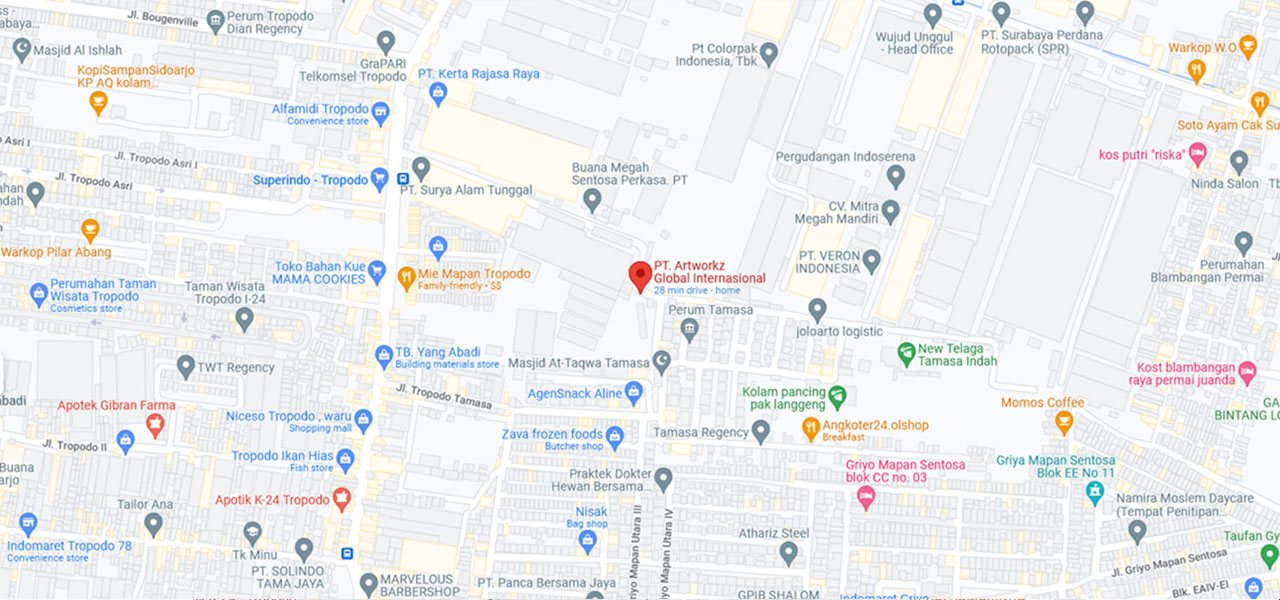 Jl. Bougenville
Perum Tropodo
Dian Regency
Masjid Al Ishlah
GraPARI
Telkomsel Tropodo
KopiSampanSidoarjo
KP AQ kolam...
PT. Kerta Rajasa Raya
Alfamidi Tropodo
Convenience store
Pt Colorpak
Indonesia, Tbk
Wujud Unggul
- Head Office
PT. Surabaya Perdana
Rotopack (SPR)
Warkop W.O
Soto Ayam Cak Su
Jl. Tropodo Asri I
Jl. Tropodo Asri
Superindo - Tropodo
PT. Surya Alam Tunggal
Buana Megah
Sentosa Perkasa. PT
Pergudangan Indoserena
kos putri "riska"
Ninda Salon
CV. Mitra
Megah Mandiri
Warkop Pilar Abang
PT. VERON
INDONESIA
Perumahan
Blambangan Permai
Toko Bahan Kue
MAMA COOKIES
Mie Mapan Tropodo
Family-friendly • $$
PT. Artworkz
Global Internasional
28 min drive - home
Perumahan Taman
Wisata Tropodo
Cosmetics store
Taman Wisata
Tropodo I-24
Perum Tamasa
joloarto logistic
TWT Regency
TB. Yang Abadi
Building materials store
Masjid At-Taqwa Tamasa
New Telaga
Tamasa Indah
Kost blambangan
raya permai juanda
Jl. Tropodo Tamasa
AgenSnack Aline
Kolam pancing
pak langgeng
Momos Coffee
Apotek Gibran Farma
Niceso Tropodo , waru
Shopping mall
Zava frozen foods
Butcher shop
Tamasa Regency
Angkoter24.olshop
Breakfast
BINTANG LO
Jl. Tropodo II
Tropodo Ikan Hias
Fish store
Praktek Dokter
Hewan Bersama...
Griyo Mapan Sentosa
blok CC no. 03
Griya Mapan Sentosa
Blok EE No 11
Apotik K-24 Tropodo
Tailor Ana
Nisak
Bag shop
Griyo Mapan Utara III
Griyo Mapan Utara IV
Athariz Steel
Namira Moslem Daycare
(Tempat Penitipan...
Indomaret Tropodo 78
Convenience store
Tk Minu
PT. SOLINDO
TAMA JAYA
MARVELOUS
BARBERSHOP
PT. Panca Bersama Jaya
GPIB SHALOM
Jl. Griyo Mapan Sentosa
Taufan Gy
Blk. EAIV-EI